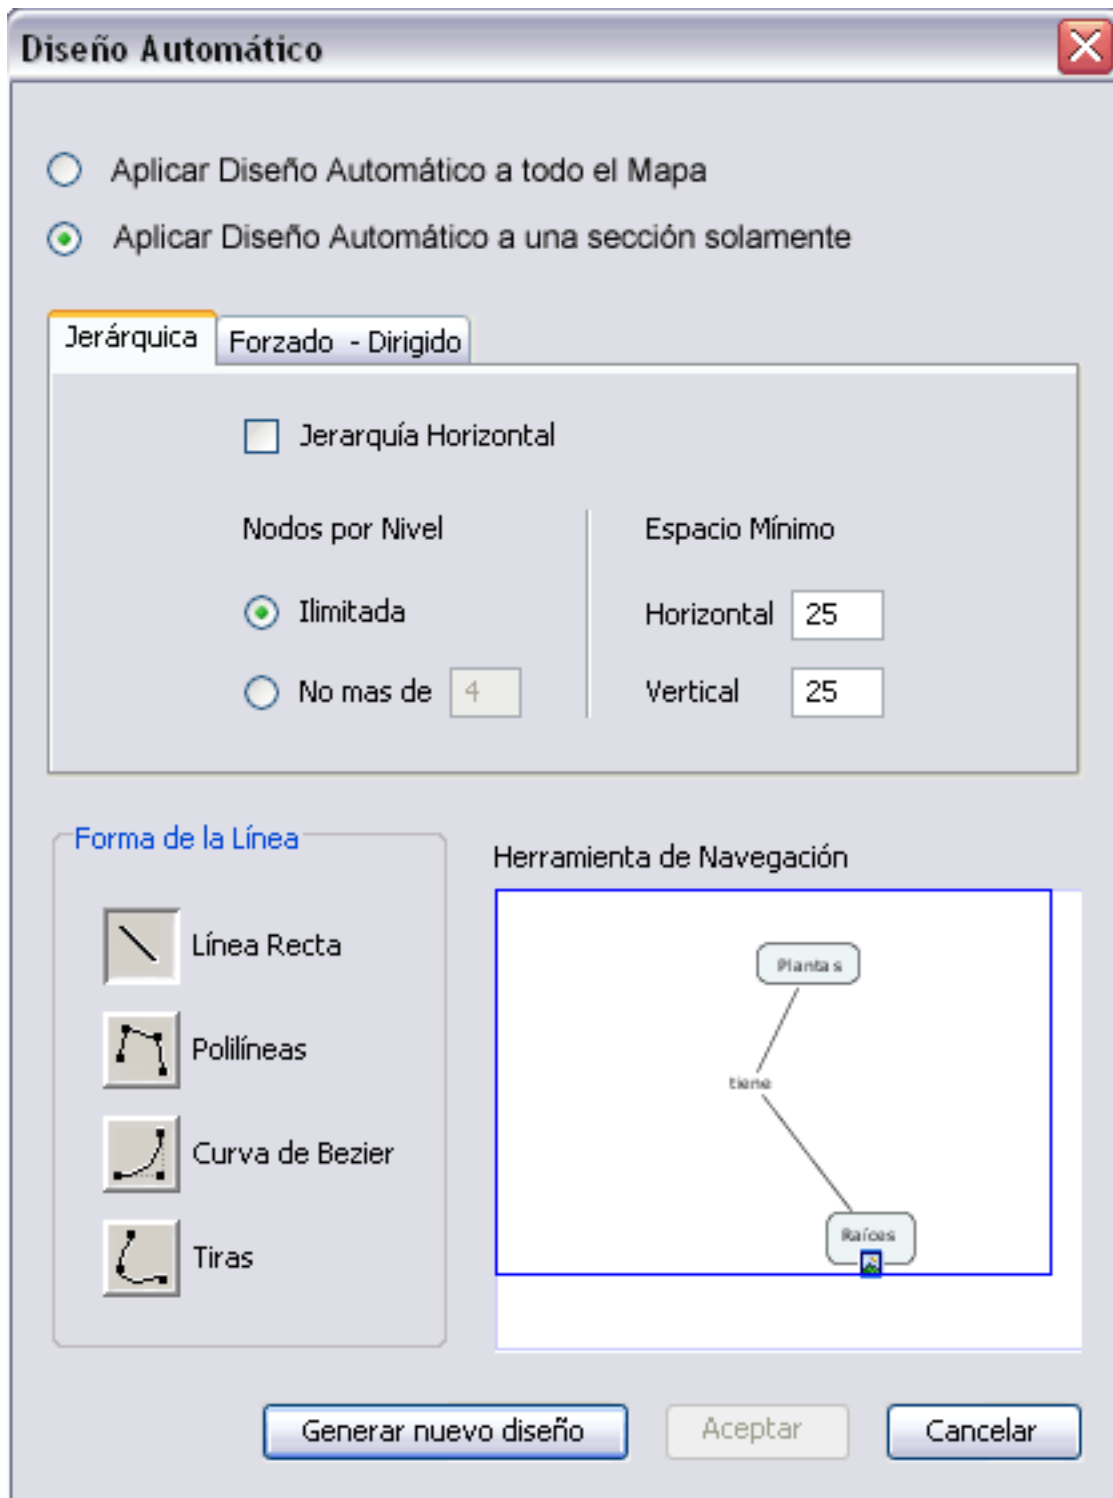 Diseño Automático
Aplicar Diseño Automático a todo el Mapa
Aplicar Diseño Automático a una sección solamente
Jerárquica
Forzado - Dirigido
Jerarquía Horizontal
Nodos por Nivel
Espacio Mínimo
Ilimitada
Horizontal 25
No mas de 4
Vertical 25
Forma de la Línea
Herramienta de Navegación
Línea Recta
Polilíneas
Curva de Bezier
Tiras
Plantas
tiene
Raíces
Generar nuevo diseño
Aceptar
Cancelar